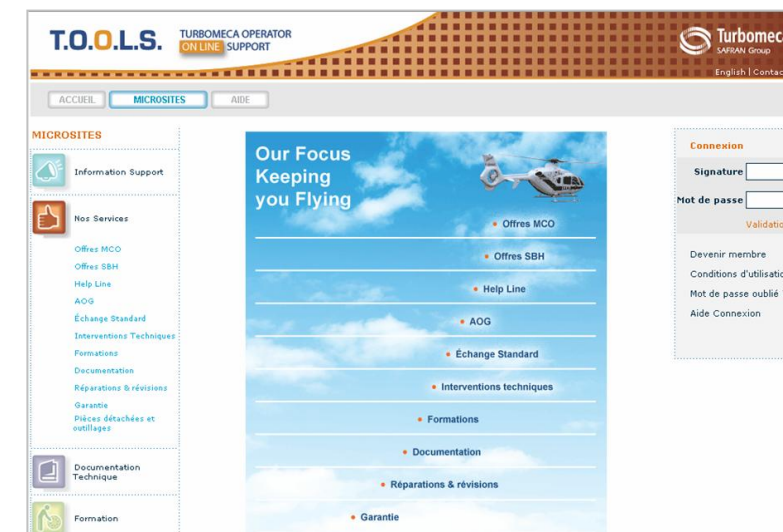 T.O.O.L.S.
TURBOMECA OPERATOR
ON LINE SUPPORT
Turbomeca
SAFRAN Group
English | Contac
ACCUEIL
MICROSITES
AIDE
MICROSITES
Information Support
Nos Services
Offres MCO
Offres SBH
Help Line
AOG
Échange Standard
Interventions Techniques
Formations
Documentation
Réparations & révisions
Garantie
Pièces détachées et
outillages
Documentation
Technique
Formation
Our Focus
Keeping
you Flying
• Offres MCO
• Offres SBH
• Help Line
• AOG
• Échange Standard
• Interventions techniques
• Formations
• Documentation
• Réparations & révisions
• Garantie
Connexion
Signature
Mot de passe
Validatio
Devenir membre
Conditions d'utilisatio
Mot de passe oublié
Aide Connexion